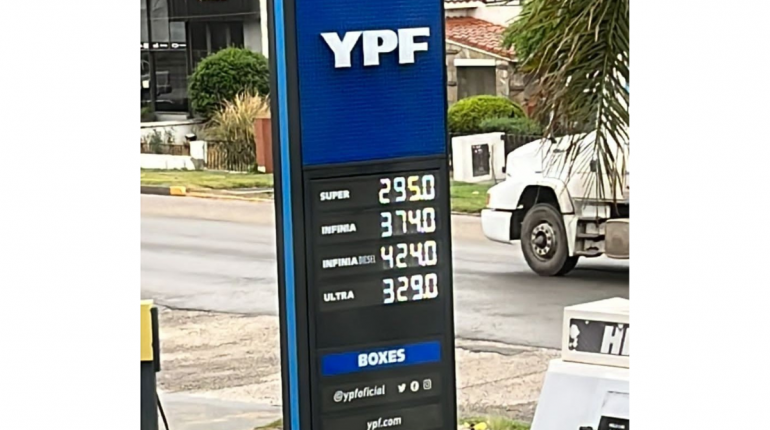 YPF
SUPER 295.0
INFINIA 374.0
INFINIA DIESEL 424.0
ULTRA 329.0
BOXES
@ypfoficial
ypf.com